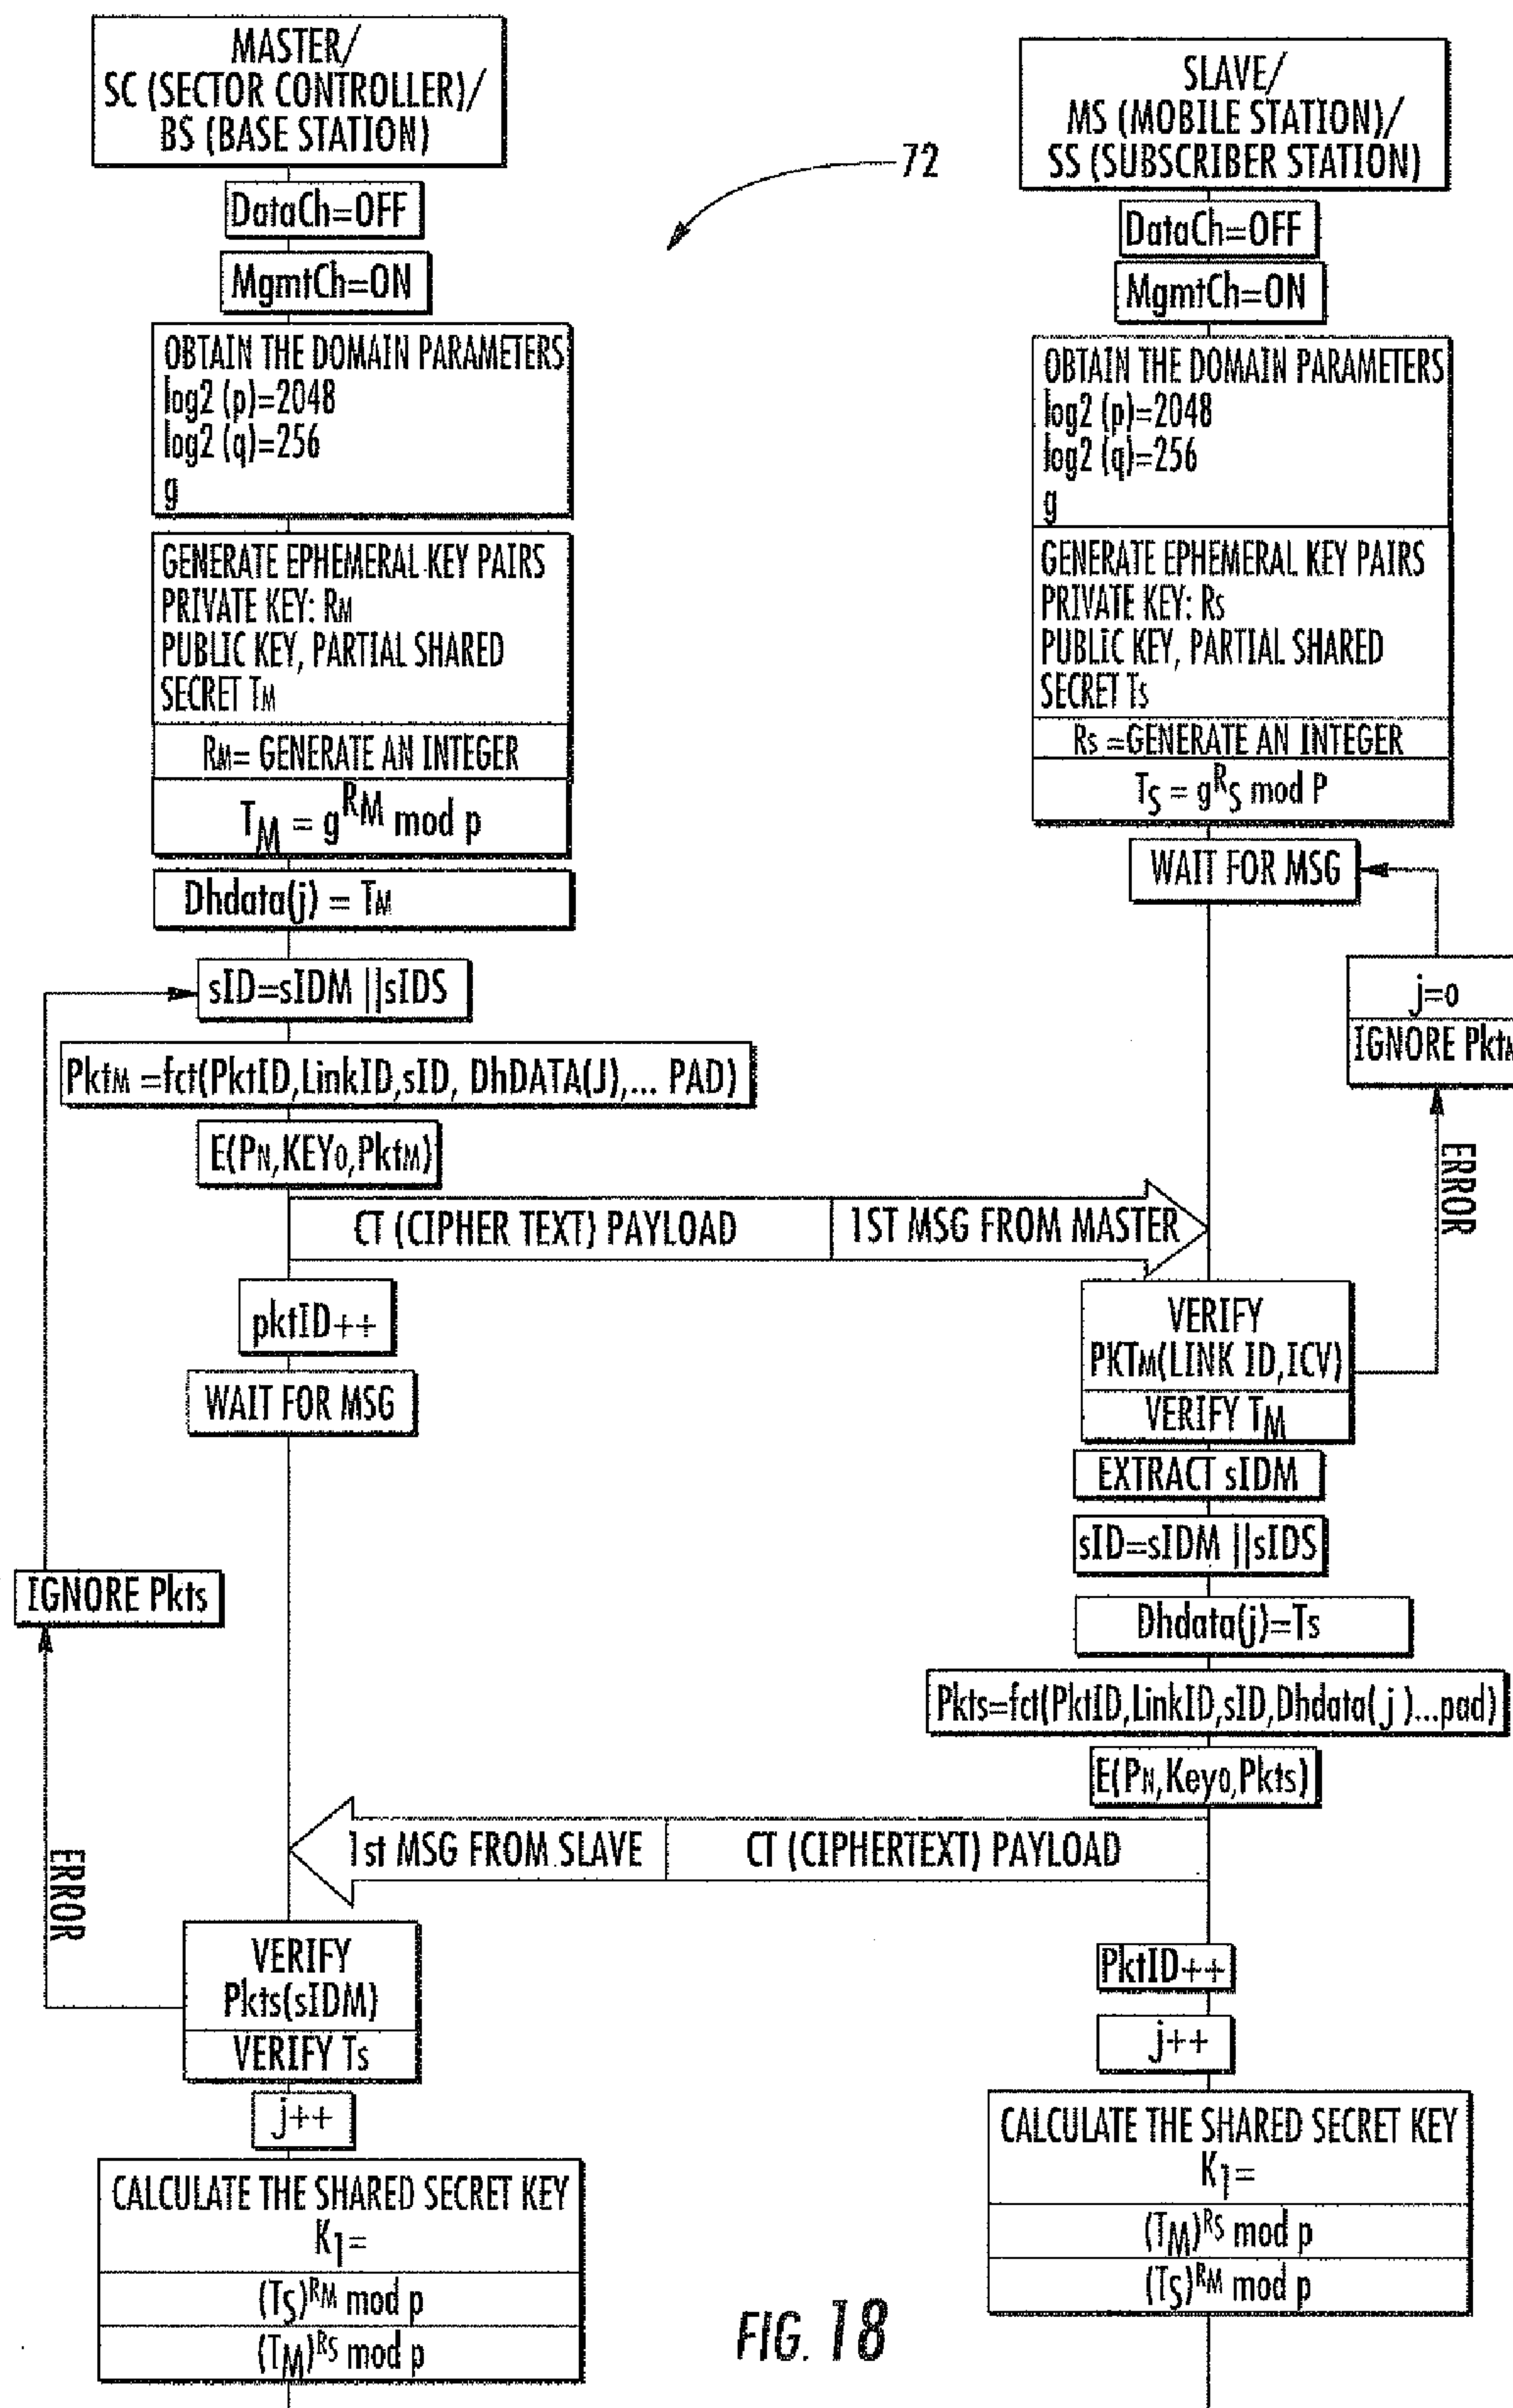 MASTER/
SC (SECTOR CONTROLLER)/
BS (BASE STATION)
DataCh=OFF
MgmtCh=ON
OBTAIN THE DOMAIN PARAMETERS
log2 (p)=2048
log2 (q)=256
g
GENERATE EPHEMERAL KEY PAIRS
PRIVATE KEY: RM
PUBLIC KEY, PARTIAL SHARED
SECRET TM
RM= GENERATE AN INTEGER
TM = g^RM mod p
Dhdata(j) = TM
sID=sIDM ||sIDS
PktM =fct(PktID,LinkID,sID, DhDATA(J),... PAD)
E(PN,KEY0,PktM)
CT (CIPHER TEXT) PAYLOAD
1ST MSG FROM MASTER
pktID++
WAIT FOR MSG
IGNORE Pkts
ERROR
VERIFY
Pkts(sIDM)
VERIFY Ts
j++
CALCULATE THE SHARED SECRET KEY
K1=
(TS)^RM mod p
(TM)^RS mod p
72
SLAVE/
MS (MOBILE STATION)/
SS (SUBSCRIBER STATION)
DataCh=OFF
MgmtCh=ON
OBTAIN THE DOMAIN PARAMETERS
log2 (p)=2048
log2 (q)=256
g
GENERATE EPHEMERAL KEY PAIRS
PRIVATE KEY: Rs
PUBLIC KEY, PARTIAL SHARED
SECRET Ts
Rs =GENERATE AN INTEGER
TS = g^RS mod P
WAIT FOR MSG
j=o
IGNORE PktM
ERROR
VERIFY
PKTM(LINK ID,ICV)
VERIFY TM
EXTRACT sIDM
sID=sIDM ||sIDS
Dhdata(j)=Ts
Pkts=fct(PktID,LinkID,sID,Dhdata( j )...pad)
E(PN,Key0,Pkts)
1st MSG FROM SLAVE
CT (CIPHERTEXT) PAYLOAD
PktID++
j++
CALCULATE THE SHARED SECRET KEY
K1=
(TM)^RS mod p
(TS)^RM mod p
FIG. 18